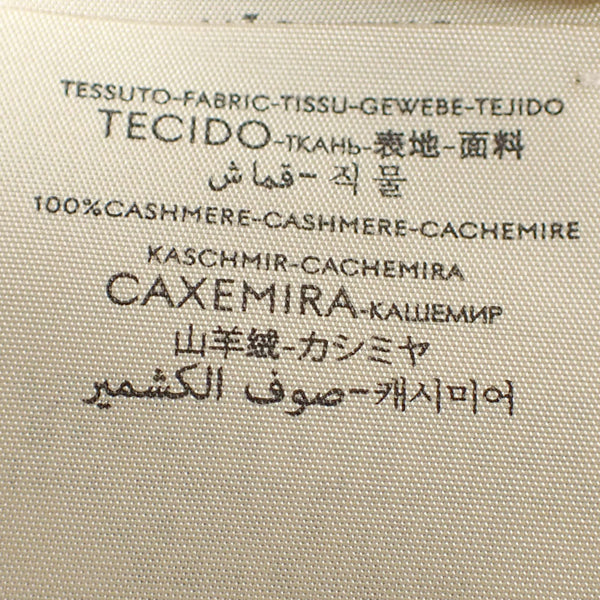 TESSUTO-FABRIC-TISSU-GEWEBE-TEJIDO
TECIDO-ТКАНЬ-表地-面料
قماش-직물
100%CASHMERE-CASHMERE-CACHEMIRE
KASCHMIR-CACHEMIRA
CAXEMIRA-КАШЕМИР
山羊绒-カシミヤ
صوف الكشمير-캐시미어